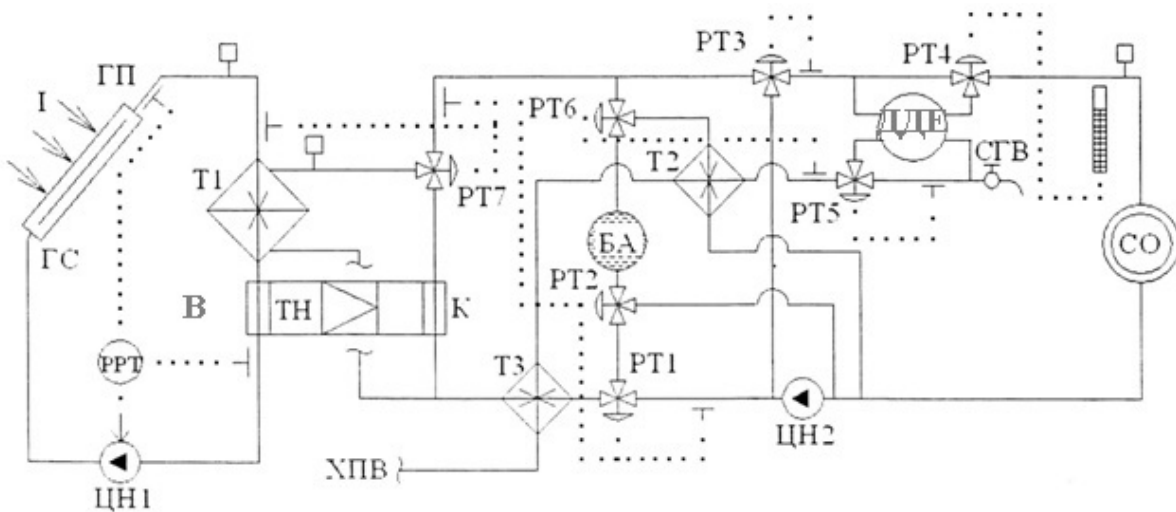 РТ3
РТ4
ГП
I
РТ6
ДДЕ
СГВ
Т1
Т2
РТ7
РТ5
БА
СО
ГС
РТ2
В
ТН
К
РРТ
Т3
РТ1
ЦН2
ХПВ
ЦН1